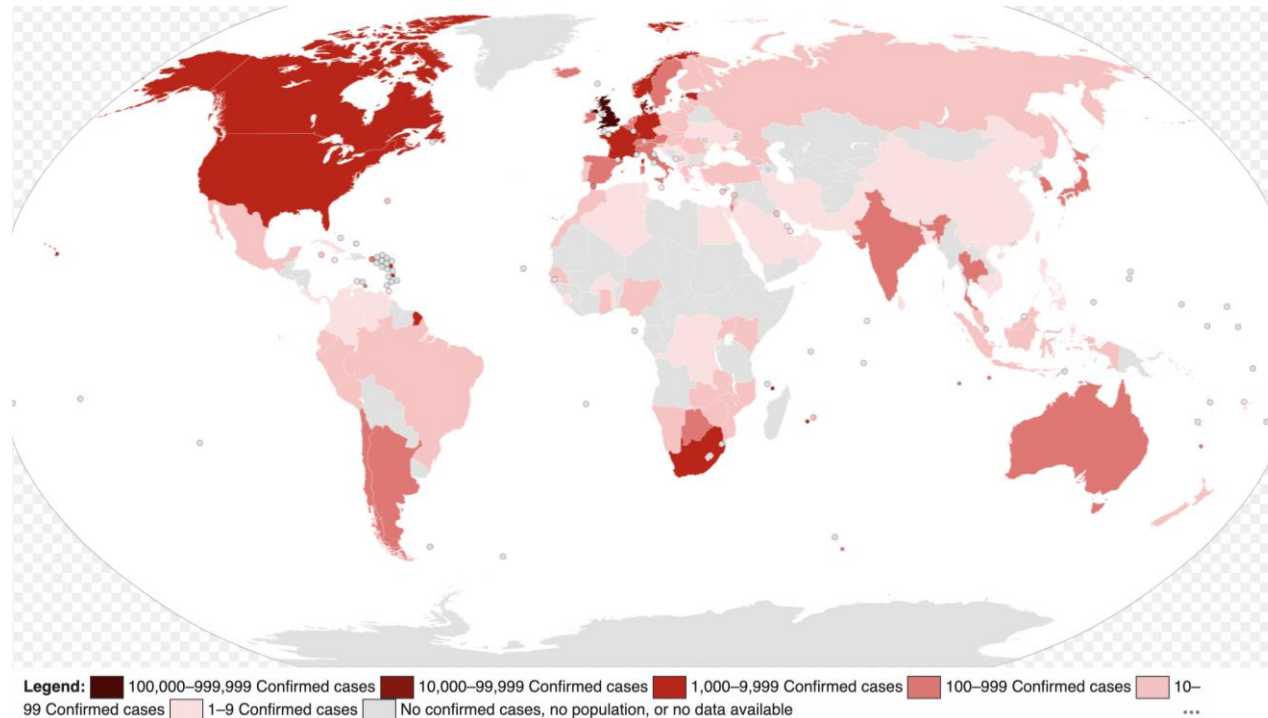 Legend: 100,000–999,999 Confirmed cases 10,000–99,999 Confirmed cases 1,000–9,999 Confirmed cases 100–999 Confirmed cases 10–
99 Confirmed cases 1–9 Confirmed cases No confirmed cases, no population, or no data available ...